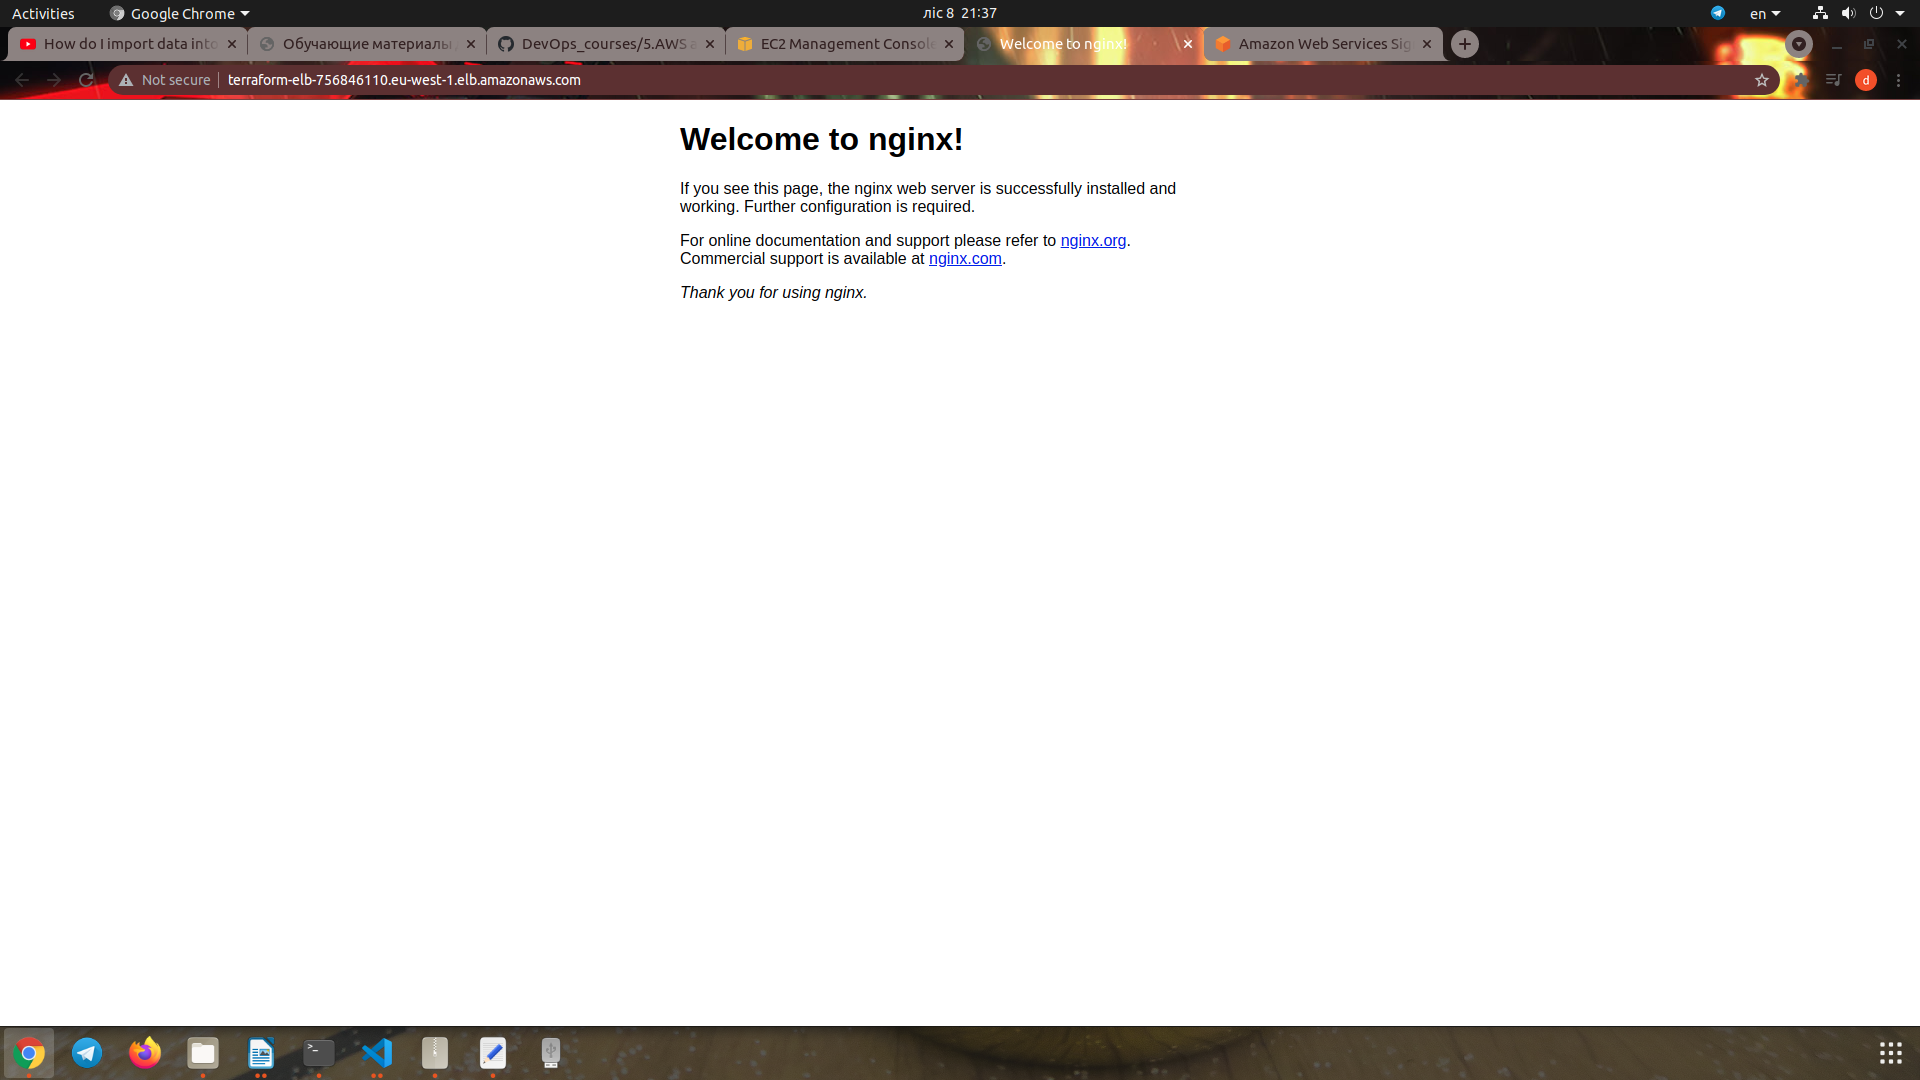 Activities
Google Chrome
ліс 8 21:37
en
How do I import data into
Обучающие материалы
DevOps_courses/5.AWS a
EC2 Management Console
Welcome to nginx!
Amazon Web Services Sig
Not secure
terraform-elb-756846110.eu-west-1.elb.amazonaws.com
d
Welcome to nginx!
If you see this page, the nginx web server is successfully installed and
working. Further configuration is required.
For online documentation and support please refer to nginx.org.
Commercial support is available at nginx.com.
Thank you for using nginx.